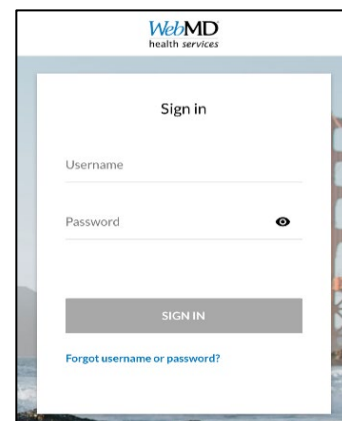 WebMD
health services
Sign in
Username
Password
SIGN IN
Forgot username or password?